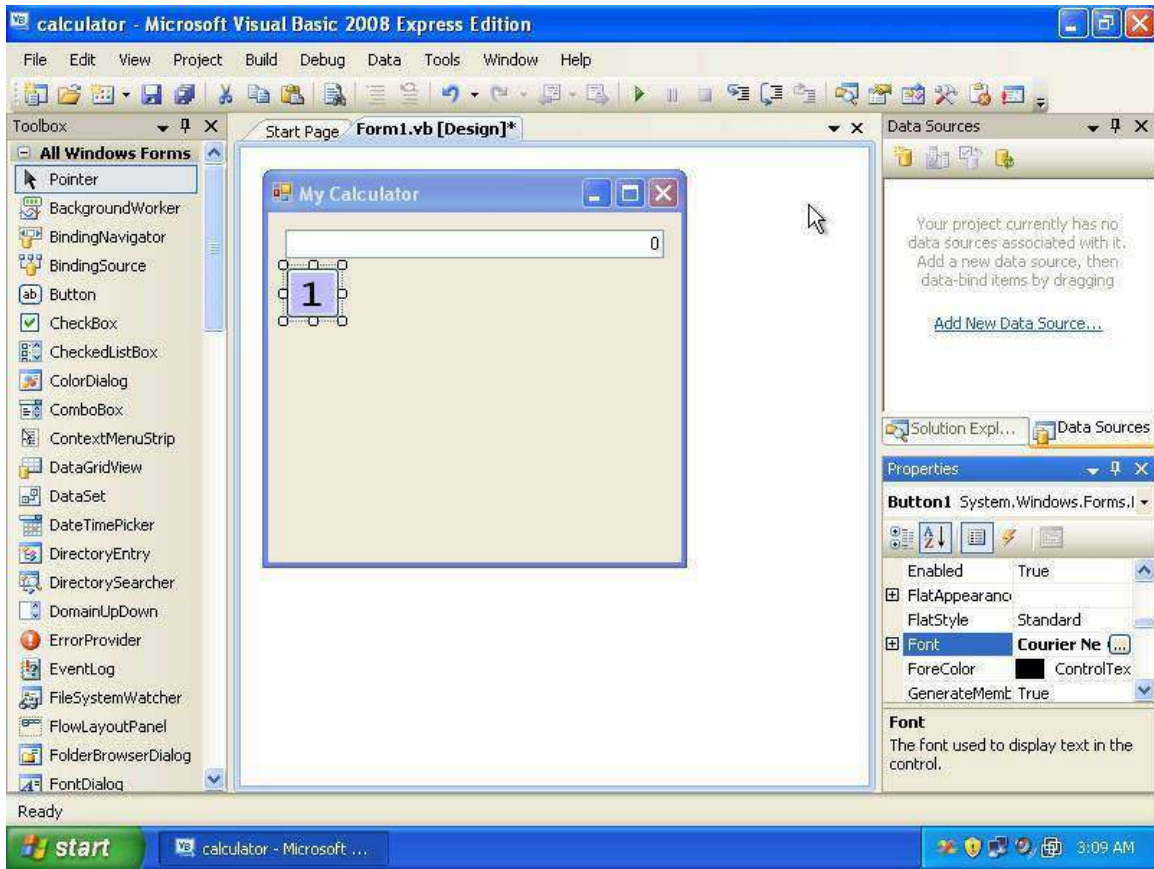 calculator - Microsoft Visual Basic 2008 Express Edition
File Edit View Project Build Debug Data Tools Window Help
Toolbox
Start Page
Form1.vb [Design]*
Data Sources
All Windows Forms
Pointer
BackgroundWorker
BindingNavigator
BindingSource
ab Button
CheckBox
CheckedListBox
ColorDialog
ComboBox
ContextMenuStrip
DataGridView
DataSet
DateTimePicker
DirectoryEntry
DirectorySearcher
DomainUpDown
ErrorProvider
EventLog
FileSystemWatcher
FlowLayoutPanel
FolderBrowserDialog
FontDialog
My Calculator
0
1
Your project currently has no
data sources associated with it.
Add a new data source, then
data-bind items by dragging
Add New Data Source...
Solution Expl...
Data Sources
Properties
Button1 System.Windows.Forms.
Enabled True
FlatAppearanc
FlatStyle Standard
Font Courier Ne ...
ForeColor ControlTex
GenerateMemb True
Font
The font used to display text in the
control.
Ready
start
calculator - Microsoft ...
3:09 AM